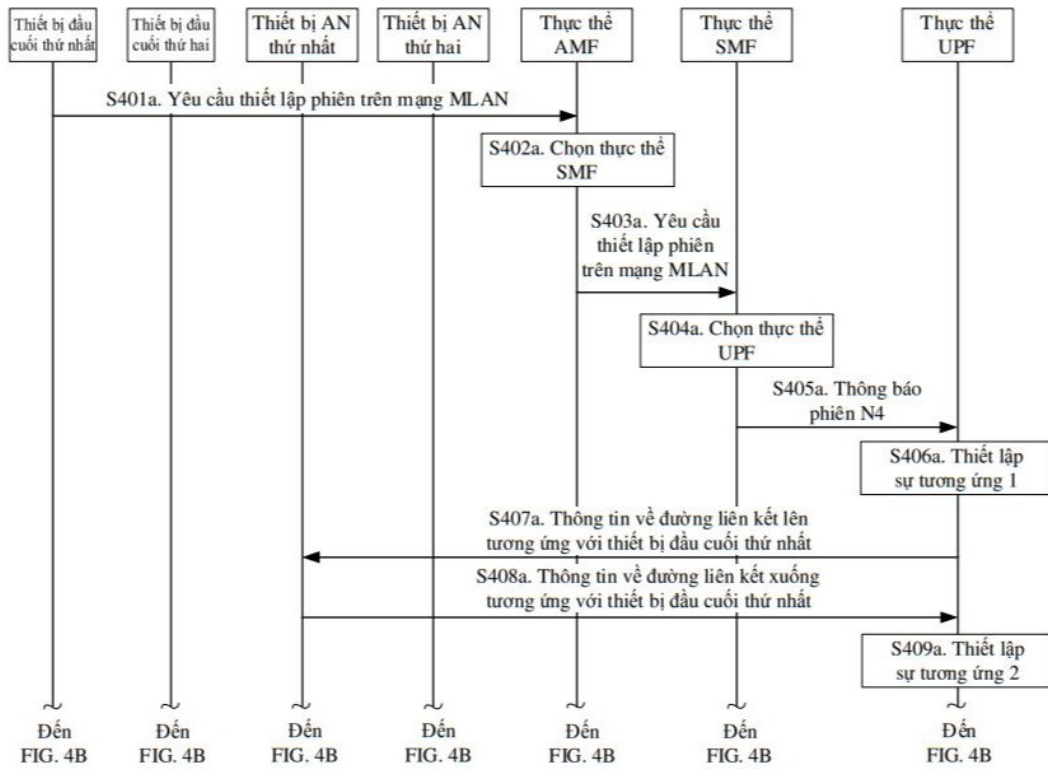 Thiết bị đầu
cuối thứ nhất
Thiết bị đầu
cuối thứ hai
Thiết bị AN
thứ nhất
Thiết bị AN
thứ hai
Thực thể
AMF
Thực thể
SMF
Thực thể
UPF
S401a. Yêu cầu thiết lập phiên trên mạng MLAN
S402a. Chọn thực thể
SMF
S403a. Yêu cầu
thiết lập phiên
trên mạng MLAN
S404a. Chọn thực thể
UPF
S405a. Thông báo
phiên N4
S406a. Thiết lập
sự tương ứng 1
S407a. Thông tin về đường liên kết lên
tương ứng với thiết bị đầu cuối thứ nhất
S408a. Thông tin về đường liên kết xuống
tương ứng với thiết bị đầu cuối thứ nhất
S409a. Thiết lập
sự tương ứng 2
Đến
FIG. 4B
Đến
FIG. 4B
Đến
FIG. 4B
Đến
FIG. 4B
Đến
FIG. 4B
Đến
FIG. 4B
Đến
FIG. 4B